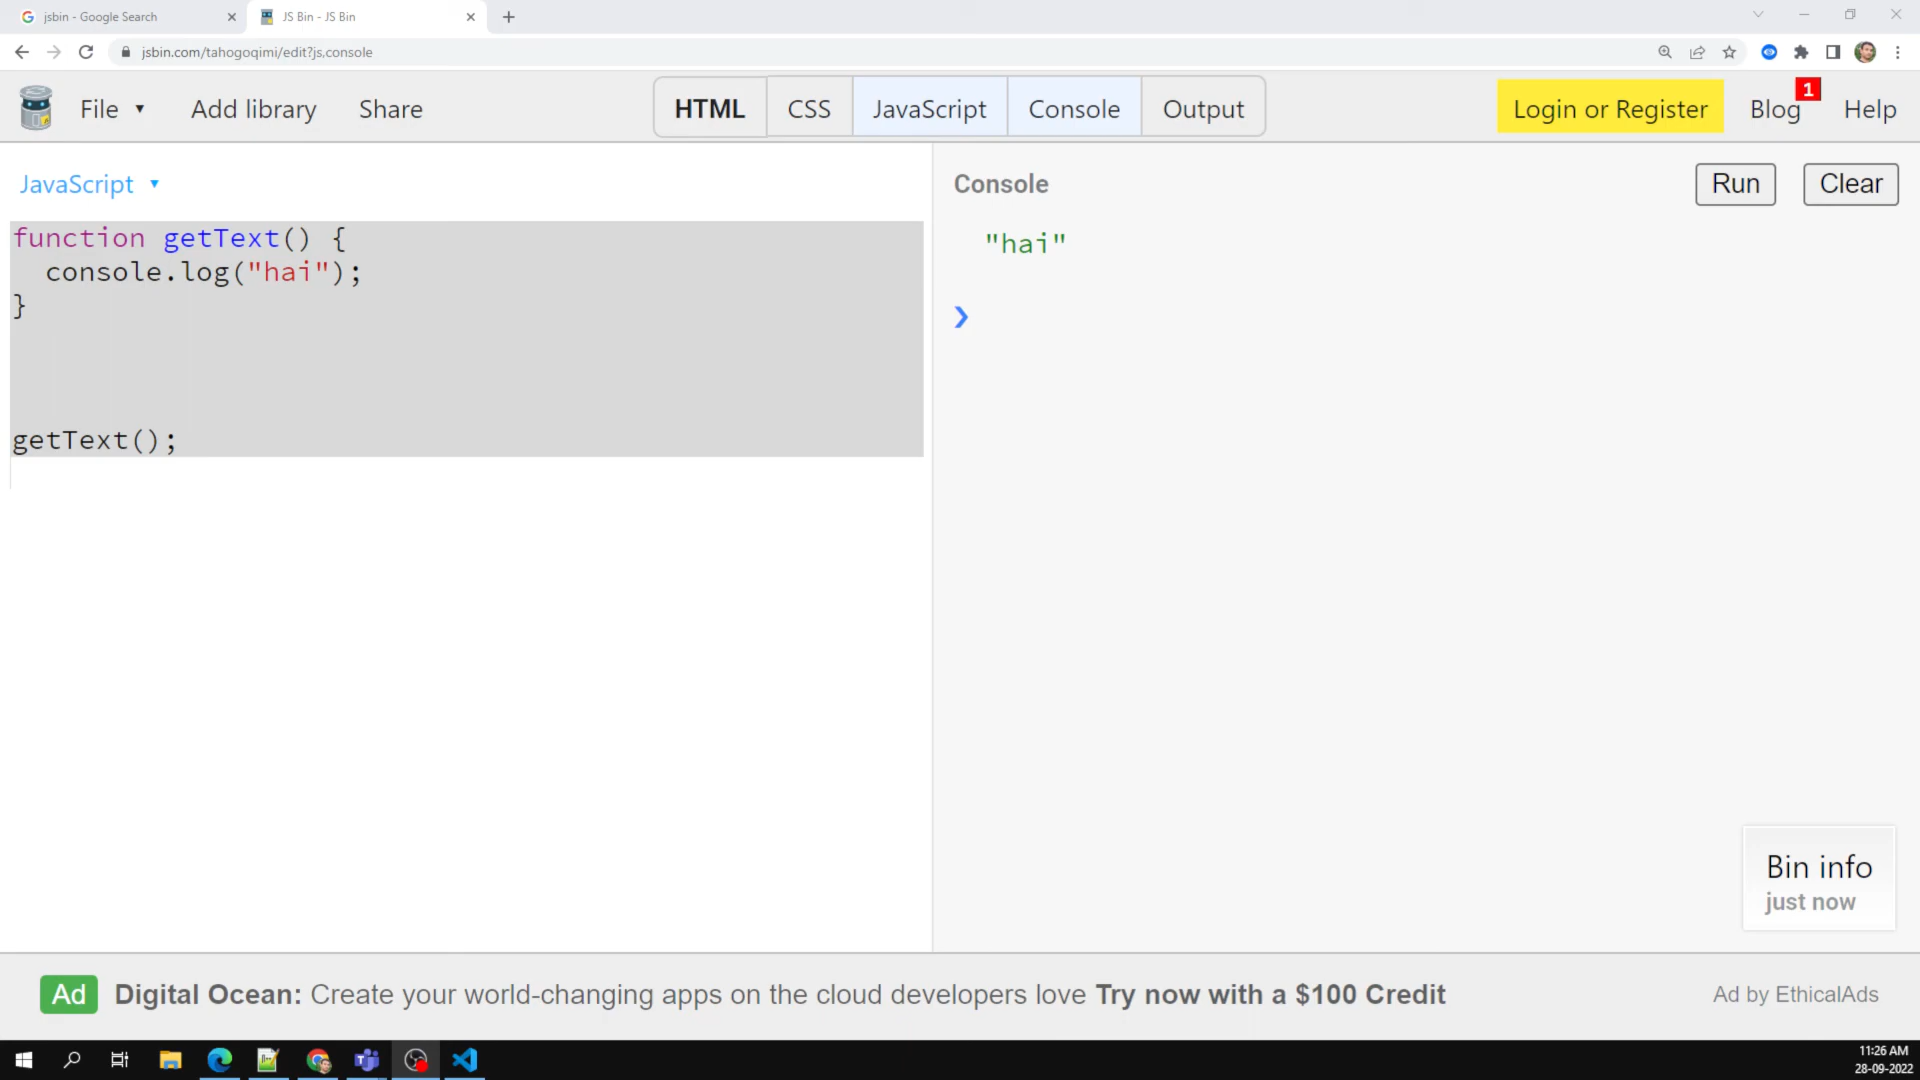 jsbin - Google Search
JS Bin - JS Bin
jsbin.com/tahogoqimi/edit?js,console
File
Add library
Share
HTML
CSS
JavaScript
Console
Output
Login or Register
Blog
1
Help
JavaScript
function getText() {
  console.log("hai");
}
getText();
Console
Run
Clear
"hai"
Bin info
just now
Ad
Digital Ocean: Create your world-changing apps on the cloud developers love Try now with a $100 Credit
Ad by EthicalAds
11:26 AM
28-09-2022